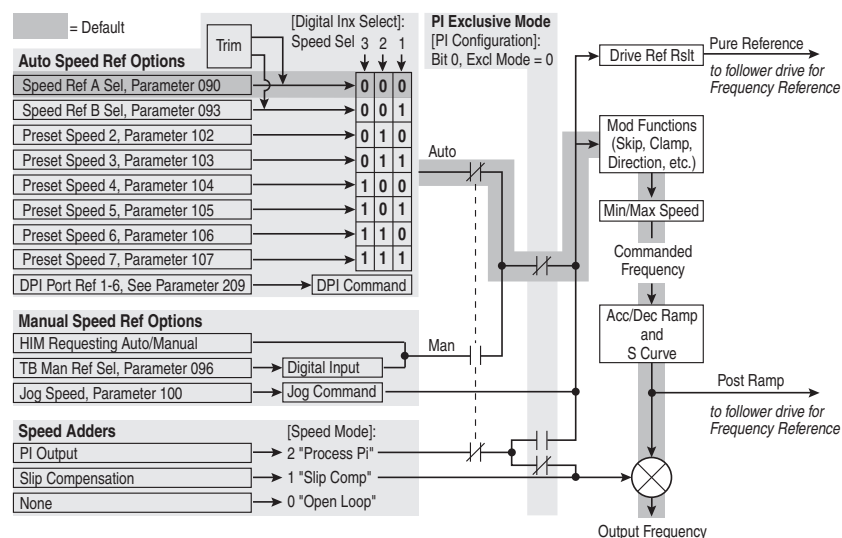 = Default
Trim
[Digital Inx Select]:
Speed Sel 3 2 1
PI Exclusive Mode
[PI Configuration]:
Bit 0, Excl Mode = 0
Drive Ref Rslt
Pure Reference
to follower drive for
Frequency Reference
Auto Speed Ref Options
Speed Ref A Sel, Parameter 090
0 0 0
Speed Ref B Sel, Parameter 093
0 0 1
Preset Speed 2, Parameter 102
0 1 0
Preset Speed 3, Parameter 103
0 1 1
Preset Speed 4, Parameter 104
1 0 0
Preset Speed 5, Parameter 105
1 0 1
Preset Speed 6, Parameter 106
1 1 0
Preset Speed 7, Parameter 107
1 1 1
DPI Port Ref 1-6, See Parameter 209
DPI Command
Auto
Mod Functions
(Skip, Clamp,
Direction, etc.)
Min/Max Speed
Commanded
Frequency
Acc/Dec Ramp
and
S Curve
Manual Speed Ref Options
HIM Requesting Auto/Manual
TB Man Ref Sel, Parameter 096
Digital Input
Jog Speed, Parameter 100
Jog Command
Man
Post Ramp
to follower drive for
Frequency Reference
Speed Adders
[Speed Mode]:
PI Output
2 "Process Pi"
Slip Compensation
1 "Slip Comp"
None
0 "Open Loop"
Output Frequency